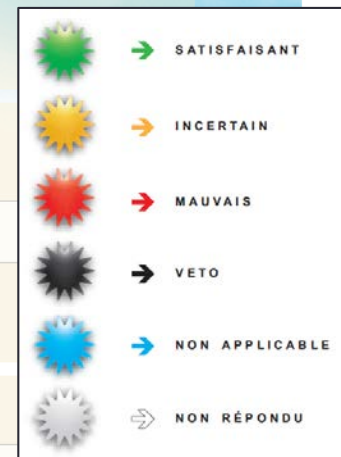 SATISFAISANT
INCERTAIN
MAUVAIS
VETO
NON APPLICABLE
NON RÉPONDU